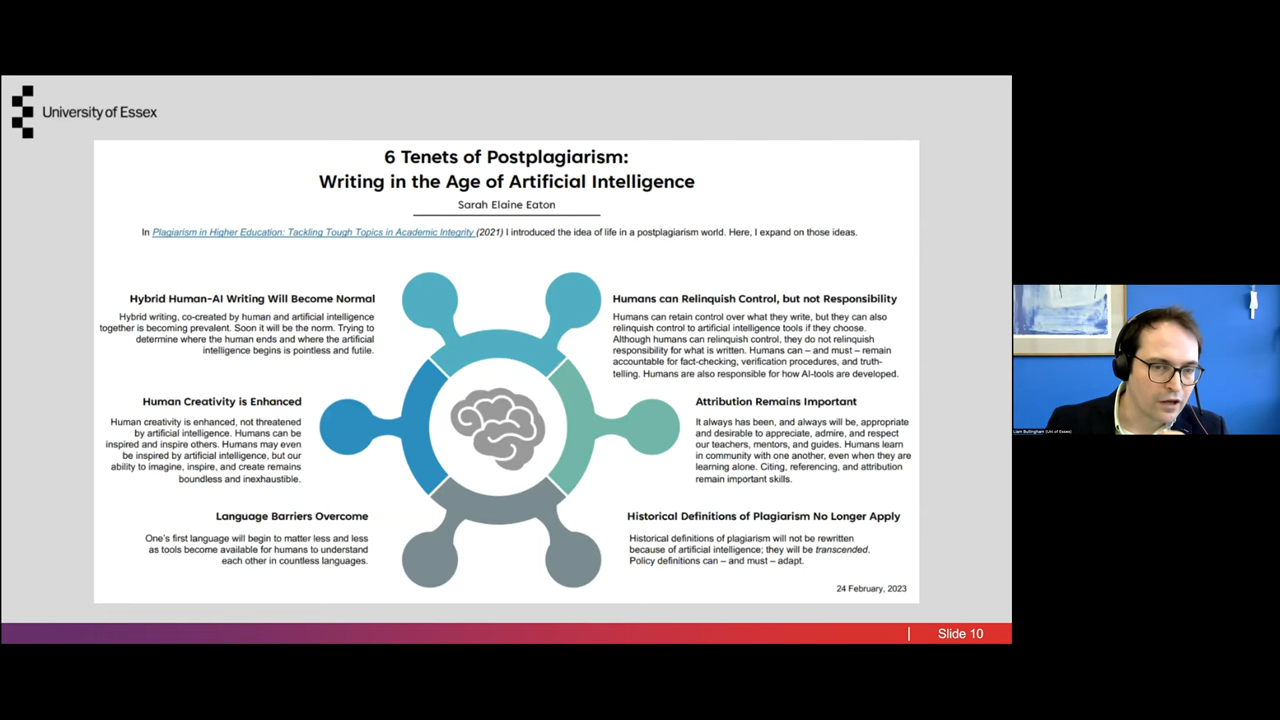 University of Essex
6 Tenets of Postplagiarism:
Writing in the Age of Artificial Intelligence
Sarah Elaine Eaton
In Plagiarism in Higher Education: Tackling Tough Topics in Academic Integrity (2021) I introduced the idea of life in a postplagiarism world. Here, I expand on those ideas.
Hybrid Human-AI Writing Will Become Normal
Hybrid writing, co-created by human and artificial intelligence
together is becoming prevalent. Soon it will be the norm. Trying to
determine where the human ends and where the artificial
intelligence begins is pointless and futile.
Humans can Relinquish Control, but not Responsibility
Humans can retain control over what they write, but they can also
relinquish control to artificial intelligence tools if they choose.
Although humans can relinquish control, they do not relinquish
responsibility for what is written. Humans can – and must – remain
accountable for fact-checking, verification procedures, and truth-
telling. Humans are also responsible for how AI-tools are developed.
Human Creativity is Enhanced
Human creativity is enhanced, not threatened
by artificial intelligence. Humans can be
inspired and inspire others. Humans may even
be inspired by artificial intelligence, but our
ability to imagine, inspire, and create remains
boundless and inexhaustible.
Attribution Remains Important
It always has been, and always will be, appropriate
and desirable to appreciate, admire, and respect
our teachers, mentors, and guides. Humans learn
in community with one another, even when they are
learning alone. Citing, referencing, and attribution
remain important skills.
Language Barriers Overcome
One's first language will begin to matter less and less
as tools become available for humans to understand
each other in countless languages.
Historical Definitions of Plagiarism No Longer Apply
Historical definitions of plagiarism will not be rewritten
because of artificial intelligence; they will be transcended.
Policy definitions can – and must – adapt.
24 February, 2023
Slide 10
Liam Bullingham (Uni of Essex)